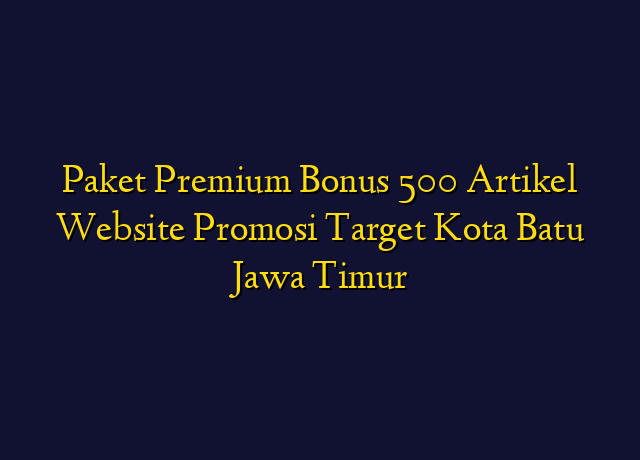 Paket Premium Bonus 500 Artikel
Website Promosi Target Kota Batu
Jawa Timur